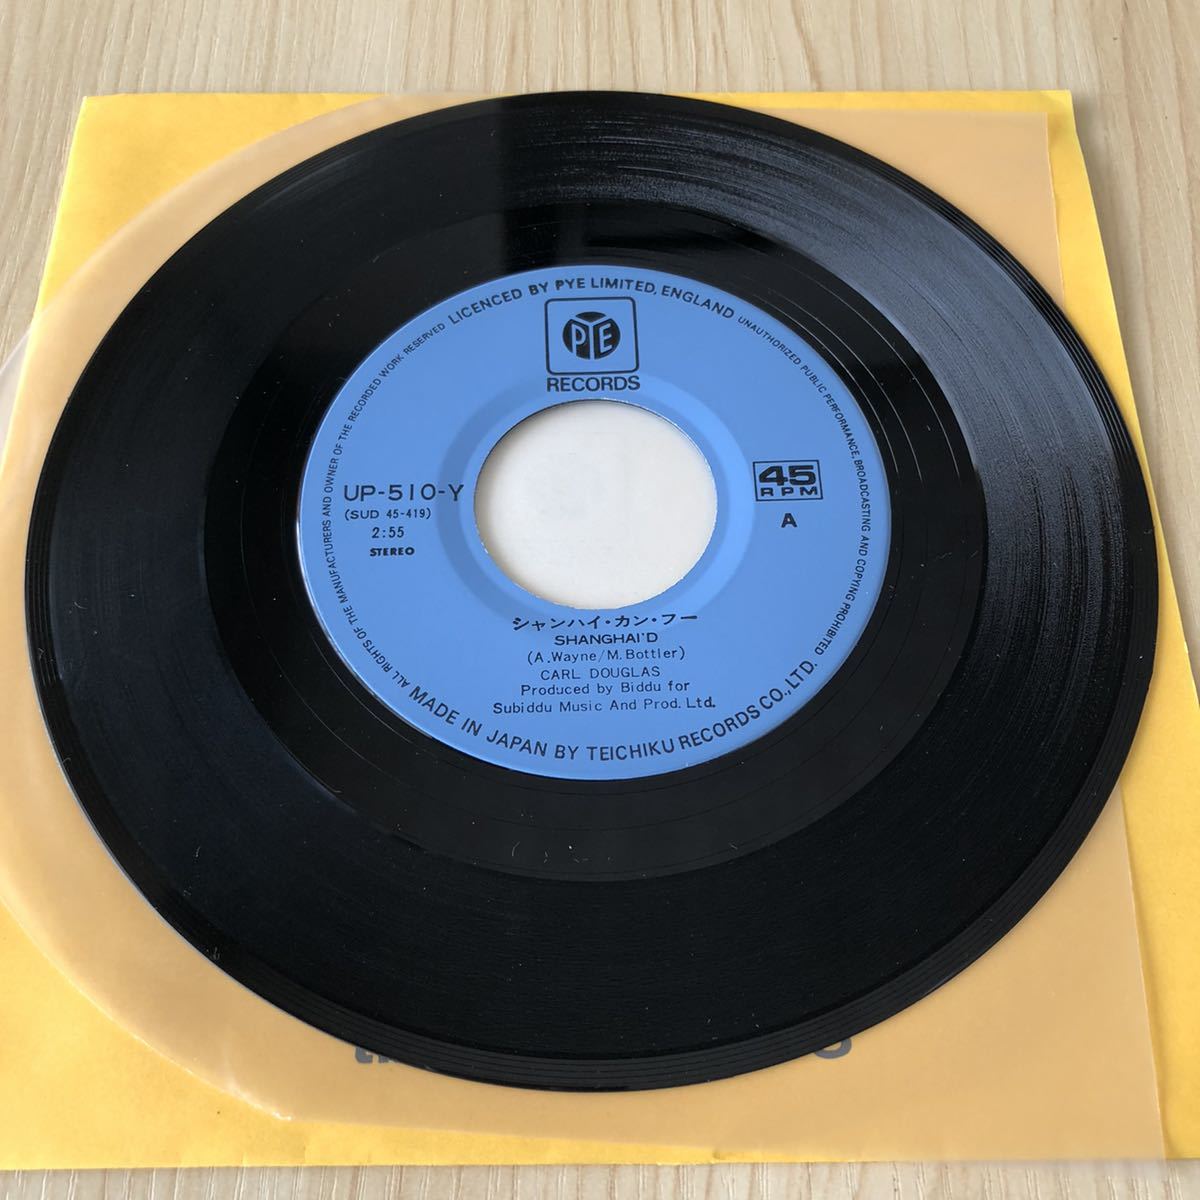 LICENCED BY PYE LIMITED, ENGLAND
UNAUTHORIZED PUBLIC PERFORMANCE, BROADCASTING AND COPYING PROHIBITED
ALL RIGHTS OF THE MANUFACTURERS AND OWNER OF THE RECORDED WORK RESERVED
PYE
RECORDS
UP-510-Y
(SUD 45-419)
2:55
STEREO
45
RPM
A
シャンハイ・カン・フー
SHANGHAI'D
(A. Wayne/M. Bottler)
CARL DOUGLAS
Produced by Biddu for
Subiddu Music And Prod. Ltd.
MADE IN JAPAN BY TEICHIKU RECORDS CO., LTD.